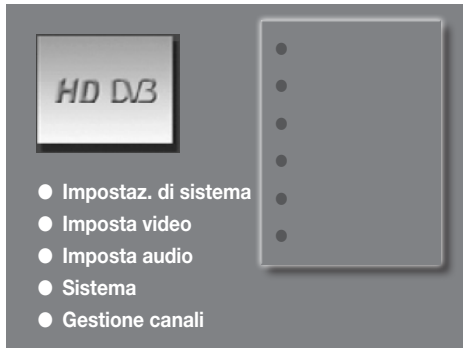 HD DVB
Impostaz. di sistema
Imposta video
Imposta audio
Sistema
Gestione canali